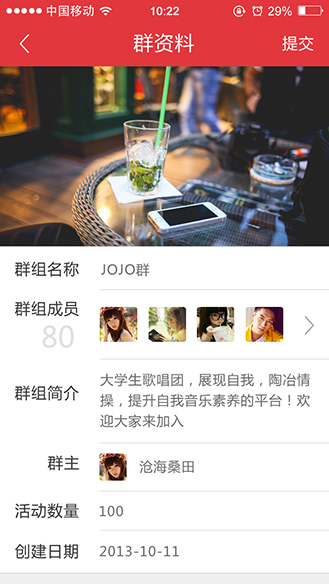 中国移动 10:22 29%
群资料 提交
群组名称 JOJO群
群组成员
80
群组简介 大学生歌唱团，展现自我，陶冶情
操，提升自我音乐素养的平台！欢
迎大家来加入
群主 沧海桑田
活动数量 100
创建日期 2013-10-11